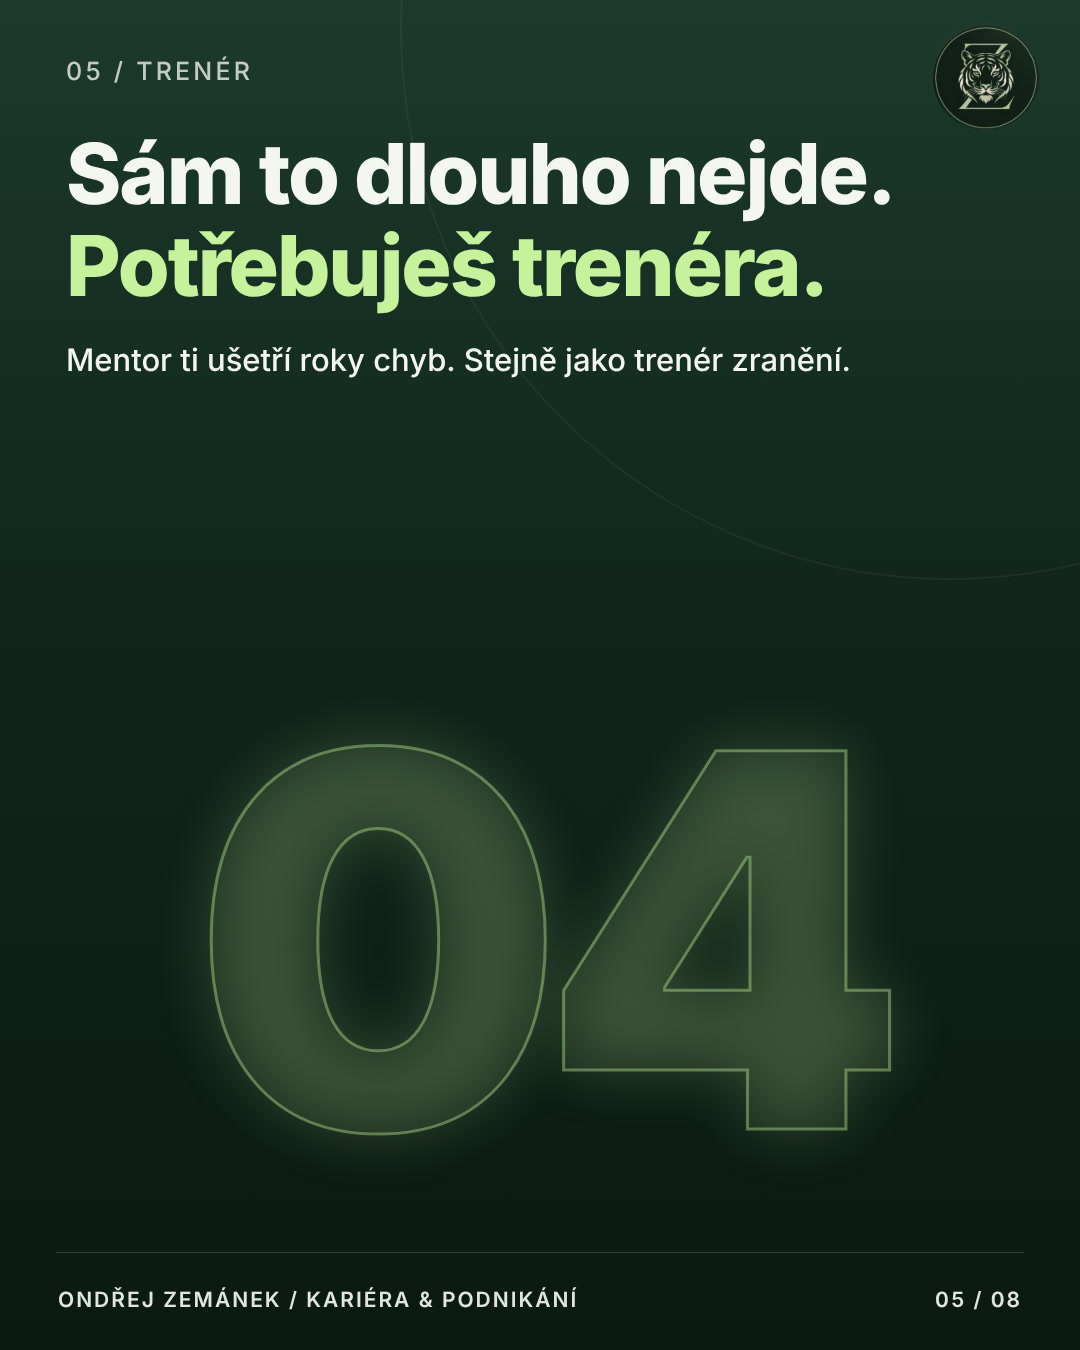 05 / TRENÉR
Sám to dlouho nejde.
Potřebuješ trenéra.
Mentor ti ušetří roky chyb. Stejně jako trenér zranění.
04
ONDŘEJ ZEMÁNEK / KARIÉRA & PODNIKÁNÍ
05 / 08